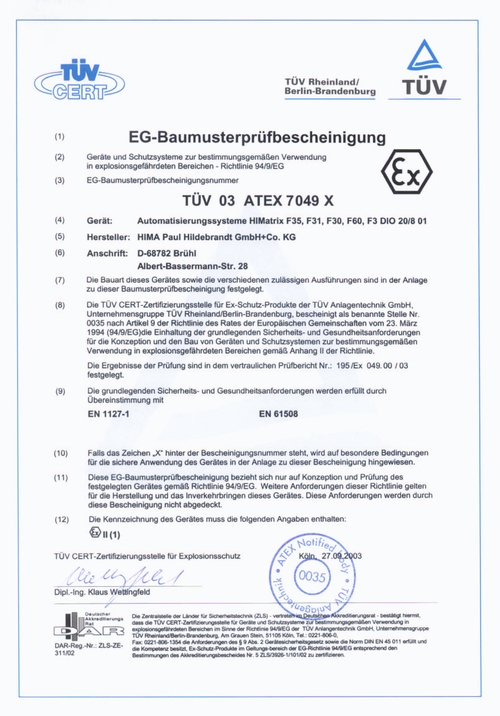 TÜV
CERT
TÜV Rheinland/
Berlin-Brandenburg
TÜV
(1) EG-Baumusterprüfbescheinigung
(2) Geräte und Schutzsysteme zur bestimmungsgemäßen Verwendung
in explosionsgefährdeten Bereichen - Richtlinie 94/9/EG
(3) EG-Baumusterprüfbescheinigungsnummer
TÜV 03 ATEX 7049 X
(4) Gerät: Automatisierungssysteme HIMatrix F35, F31, F30, F60, F3 DIO 20/8 01
(5) Hersteller: HIMA Paul Hildebrandt GmbH+Co. KG
(6) Anschrift: D-68782 Brühl
Albert-Bassermann-Str. 28
(7) Die Bauart dieses Gerätes sowie die verschiedenen zulässigen Ausführungen sind in der Anlage
zu dieser Baumusterprüfbescheinigung festgelegt.
(8) Die TÜV CERT-Zertifizierungsstelle für Ex-Schutz-Produkte der TÜV Anlagentechnik GmbH,
Unternehmensgruppe TÜV Rheinland/Berlin-Brandenburg, bescheinigt als benannte Stelle Nr.
0035 nach Artikel 9 der Richtlinie des Rates der Europäischen Gemeinschaften vom 23. März
1994 (94/9/EG)die Einhaltung der grundlegenden Sicherheits- und Gesundheitsanforderungen
für die Konzeption und den Bau von Geräten und Schutzsystemen zur bestimmungsgemäßen
Verwendung in explosionsgefährdeten Bereichen gemäß Anhang II der Richtlinie.
Die Ergebnisse der Prüfung sind in dem vertraulichen Prüfbericht Nr.: 195/Ex 049.00 / 03
festgelegt.
(9) Die grundlegenden Sicherheits- und Gesundheitsanforderungen werden erfüllt durch
Übereinstimmung mit
EN 1127-1 EN 61508
(10) Falls das Zeichen „X" hinter der Bescheinigungsnummer steht, wird auf besondere Bedingungen
für die sichere Anwendung des Gerätes in der Anlage zu dieser Bescheinigung hingewiesen.
(11) Diese EG-Baumusterprüfbescheinigung bezieht sich nur auf Konzeption und Prüfung des
festgelegten Gerätes gemäß Richtlinie 94/9/EG. Weitere Anforderungen dieser Richtlinie gelten
für die Herstellung und das Inverkehrbringen dieses Gerätes. Diese Anforderungen werden durch
diese Bescheinigung nicht abgedeckt.
(12) Die Kennzeichnung des Gerätes muss die folgenden Angaben enthalten:
Ex II (1)
TÜV CERT-Zertifizierungsstelle für Explosionsschutz Köln, 27.09.2003
ATEX Notified Body
0035
TÜV Anlagentechnik
Dipl.-Ing. Klaus Wettingfeld
Deutscher
Akkreditierungs
Rat
DAR
DAR-Reg.-Nr.: ZLS-ZE-
311/02
Die Zentralstelle der Länder für Sicherheitstechnik (ZLS) - vertreten im Deutschen Akkreditierungsrat - bestätigt hiermit,
dass die TÜV CERT-Zertifizierungsstelle für Geräte und Schutzsysteme zur bestimmungsgemäßen Verwendung in
explosionsgefährdeten Bereichen der TÜV Anlagentechnik GmbH, Unternehmensgruppe
TÜV Rheinland/Berlin-Brandenburg, Am Grauen Stein, 51105 Köln, Tel.: 0221-806-0,
Fax: 0221-806-1354 die Anforderungen des § 9 Abs. 2 Gerätesicherheitsgesetz sowie die Norm DIN EN 45 011 erfüllt und
die Kompetenz besitzt, Ex-Schutz-Produkte im Geltungs-bereich der EG-Richtlinie 94/9/EG entsprechend den
Bestimmungen des Akkreditierungsbescheides Nr. 5 ZLS/3926-1/101/02 zu zertifizieren.